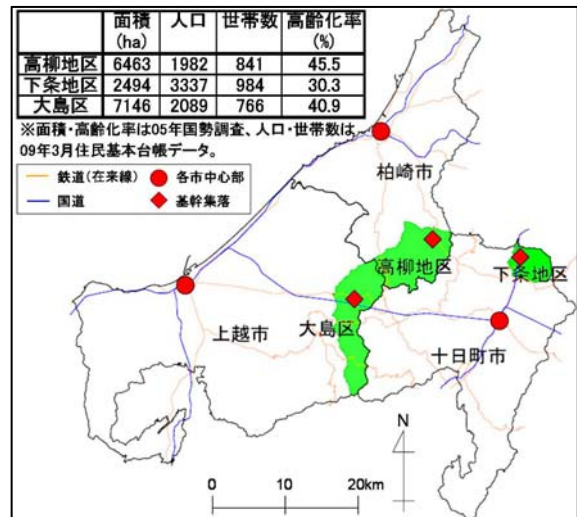 面積 人口 世帯数 高齢化率
(ha) (%)
高柳地区 6463 1982 841 45.5
下条地区 2494 3337 984 30.3
大島区 7146 2089 766 40.9
※面積・高齢化率は05年国勢調査、人口・世帯数は
09年3月住民基本台帳データ。
鉄道(在来線) 各市中心部
国道 基幹集落
柏崎市
高柳地区
下条地区
大島区
上越市
十日町市
N
0 10 20km